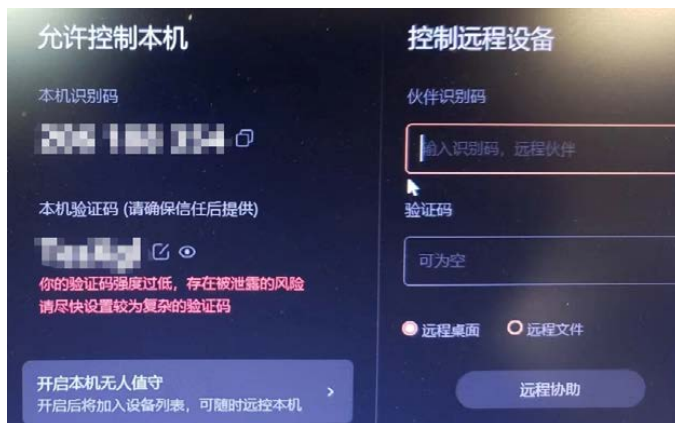 允许控制本机
控制远程设备
本机识别码
伙伴识别码
输入识别码，远程伙伴
本机验证码 (请确保信任后提供)
验证码
你的验证码强度过低，存在被泄露的风险
请尽快设置较为复杂的验证码
可为空
远程桌面
远程文件
开启本机无人值守
开启后将加入设备列表，可随时远控本机
远程协助